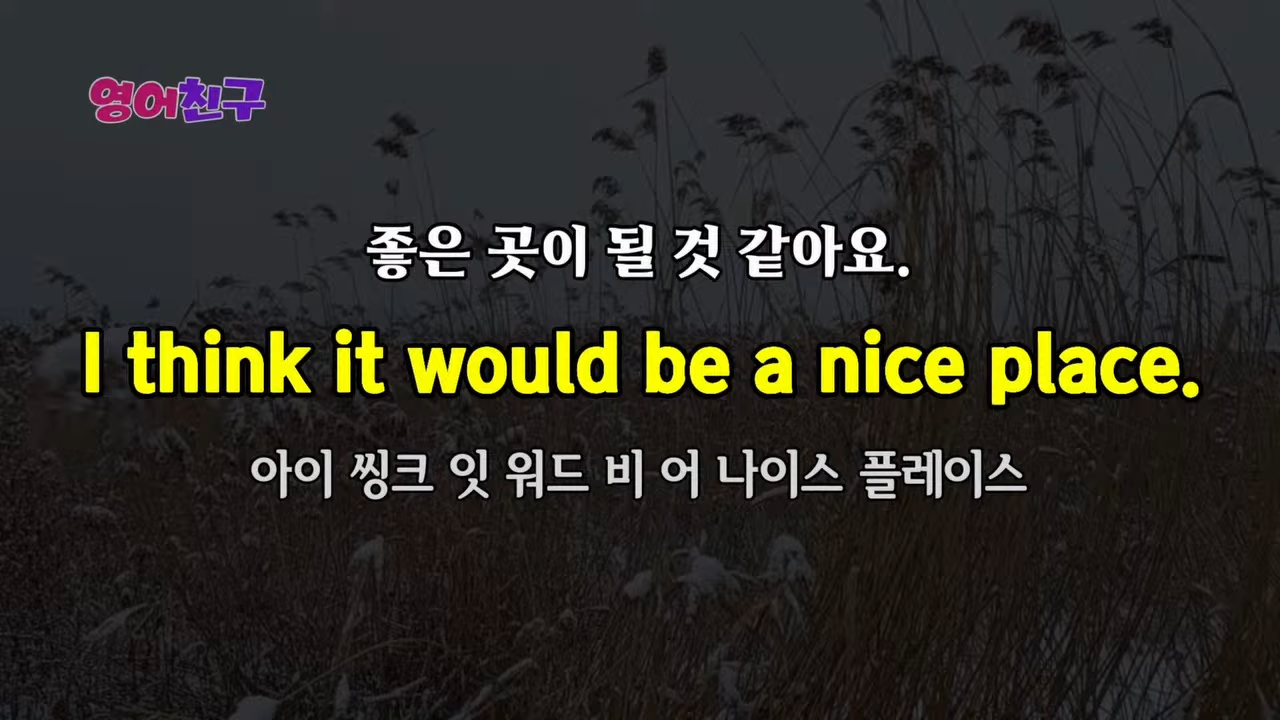 영어친구
좋은 곳이 될 것 같아요.
I think it would be a nice place.
아이 씽크 잇 워드 비 어 나이스 플레이스